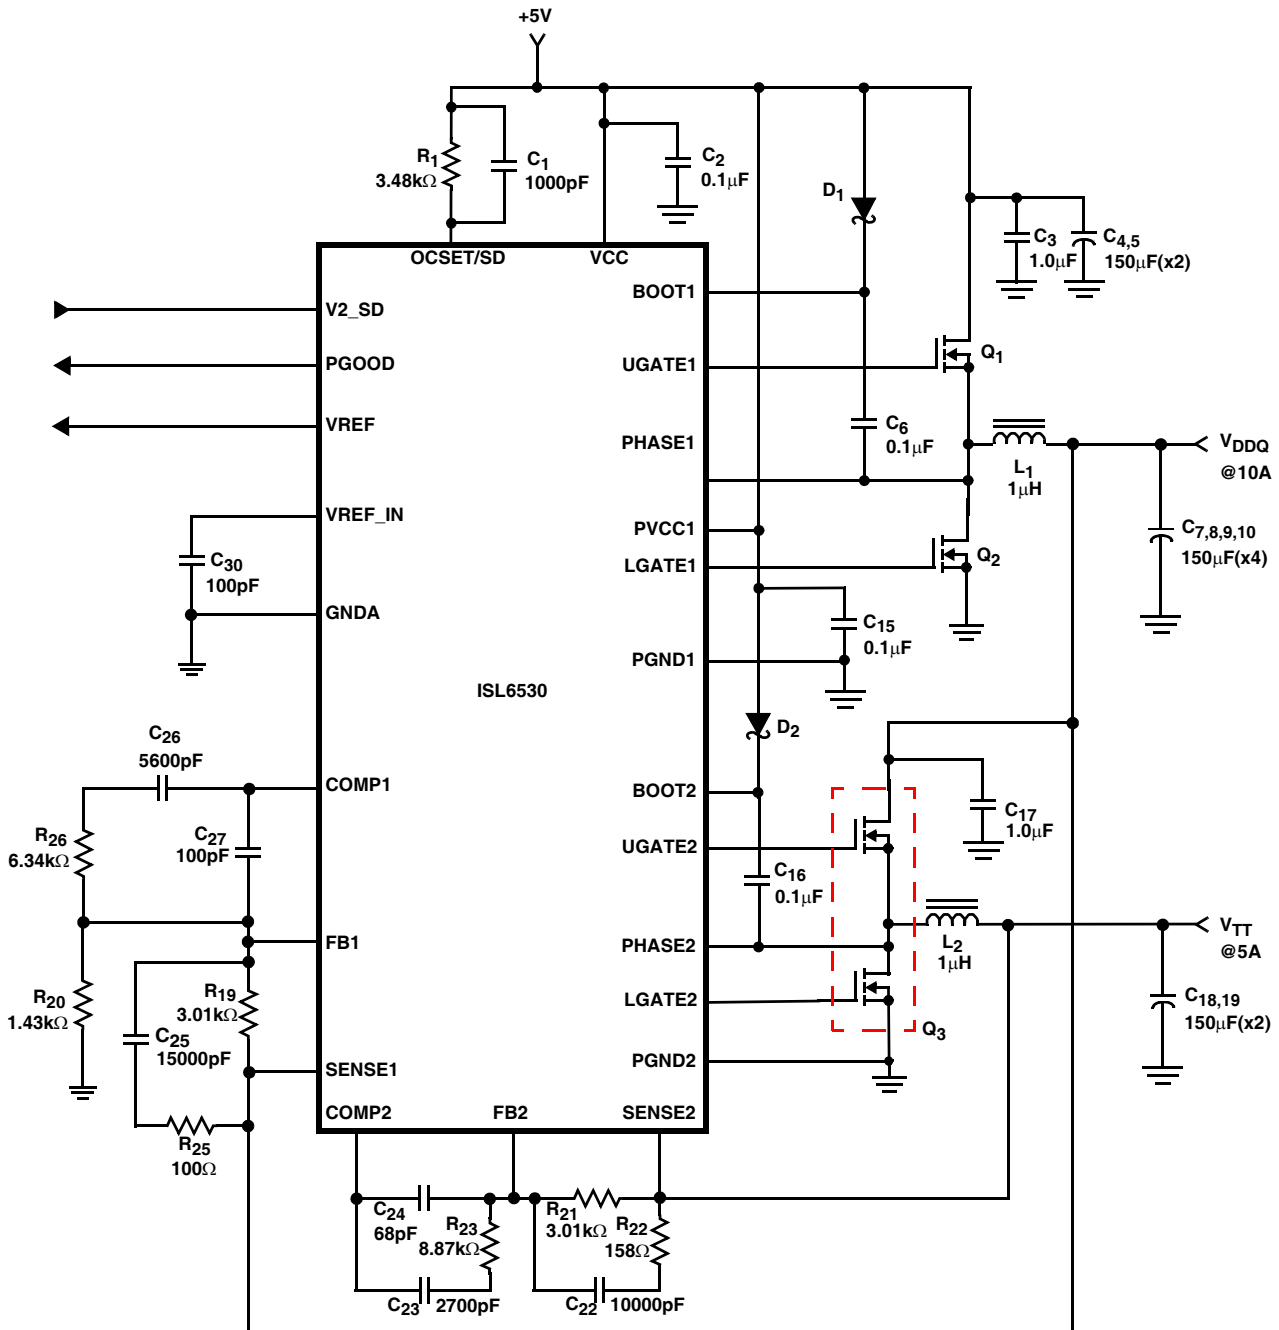 +5V
R1
3.48kΩ
C1
1000pF
C2
0.1µF
D1
C3
1.0µF
C4,5
150µF(x2)
OCSET/SD
VCC
V2_SD
PGOOD
VREF
VREF_IN
C30
100pF
GNDA
ISL6530
BOOT1
UGATE1
Q1
PHASE1
C6
0.1µF
L1
1µH
VDDQ
@10A
PVCC1
LGATE1
Q2
C7,8,9,10
150µF(x4)
C15
0.1µF
PGND1
D2
C26
5600pF
COMP1
R26
6.34kΩ
C27
100pF
FB1
R20
1.43kΩ
R19
3.01kΩ
C25
15000pF
SENSE1
R25
100Ω
BOOT2
C17
1.0µF
UGATE2
C16
0.1µF
PHASE2
L2
1µH
VTT
@5A
LGATE2
Q3
C18,19
150µF(x2)
PGND2
COMP2
FB2
SENSE2
C24
68pF
R23
8.87kΩ
C23
2700pF
R21
3.01kΩ
R22
158Ω
C22
10000pF